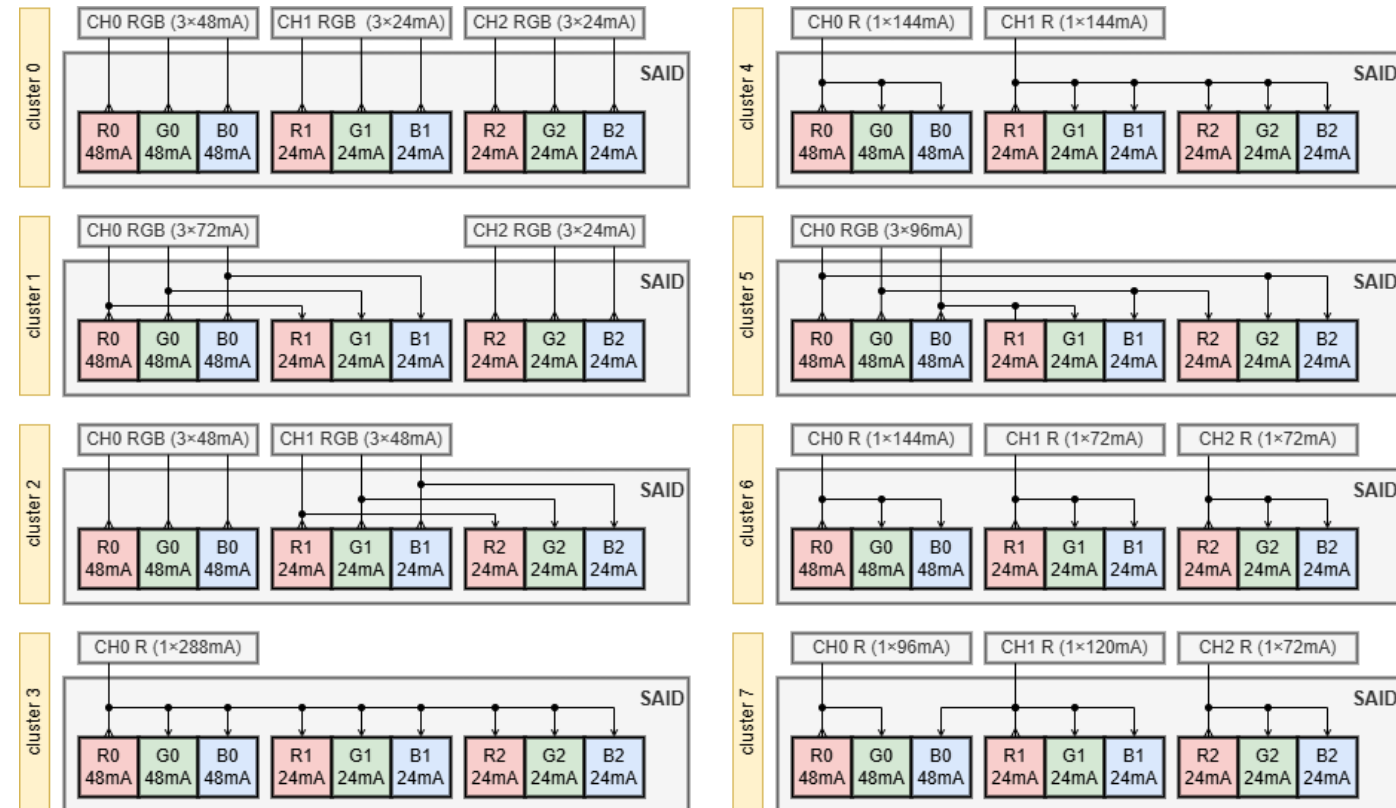 cluster 0
CH0 RGB (3×48mA) CH1 RGB (3×24mA) CH2 RGB (3×24mA)
SAID
R0 G0 B0 R1 G1 B1 R2 G2 B2
48mA 48mA 48mA 24mA 24mA 24mA 24mA 24mA 24mA
cluster 1
CH0 RGB (3×72mA) CH2 RGB (3×24mA)
SAID
R0 G0 B0 R1 G1 B1 R2 G2 B2
48mA 48mA 48mA 24mA 24mA 24mA 24mA 24mA 24mA
cluster 2
CH0 RGB (3×48mA) CH1 RGB (3×48mA)
SAID
R0 G0 B0 R1 G1 B1 R2 G2 B2
48mA 48mA 48mA 24mA 24mA 24mA 24mA 24mA 24mA
cluster 3
CH0 R (1×288mA)
SAID
R0 G0 B0 R1 G1 B1 R2 G2 B2
48mA 48mA 48mA 24mA 24mA 24mA 24mA 24mA 24mA
cluster 4
CH0 R (1×144mA) CH1 R (1×144mA)
SAID
R0 G0 B0 R1 G1 B1 R2 G2 B2
48mA 48mA 48mA 24mA 24mA 24mA 24mA 24mA 24mA
cluster 5
CH0 RGB (3×96mA)
SAID
R0 G0 B0 R1 G1 B1 R2 G2 B2
48mA 48mA 48mA 24mA 24mA 24mA 24mA 24mA 24mA
cluster 6
CH0 R (1×144mA) CH1 R (1×72mA) CH2 R (1×72mA)
SAID
R0 G0 B0 R1 G1 B1 R2 G2 B2
48mA 48mA 48mA 24mA 24mA 24mA 24mA 24mA 24mA
cluster 7
CH0 R (1×96mA) CH1 R (1×120mA) CH2 R (1×72mA)
SAID
R0 G0 B0 R1 G1 B1 R2 G2 B2
48mA 48mA 48mA 24mA 24mA 24mA 24mA 24mA 24mA